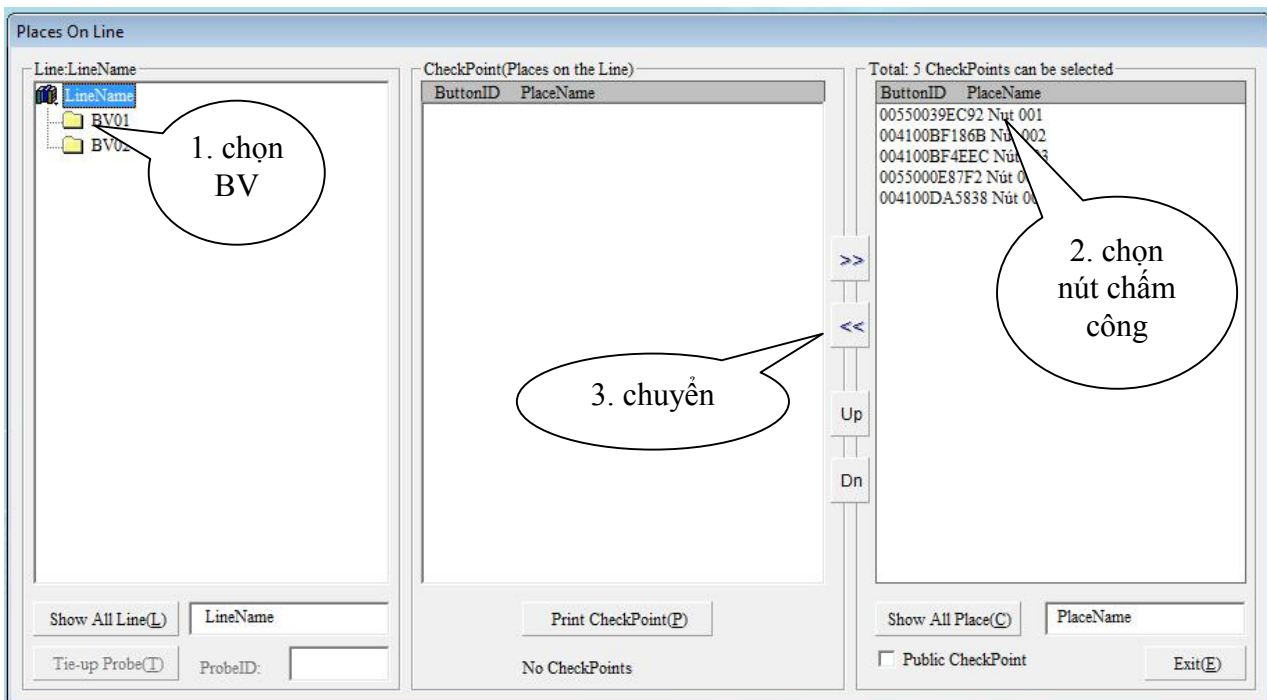 Places On Line
Line:LineName
LineName
BV01
BV02
1. chọn
BV
CheckPoint(Places on the Line)
ButtonID PlaceName
Total: 5 CheckPoints can be selected
ButtonID PlaceName
00550039EC92 Nut 001
004100BF186B Nút 002
004100BF4EEC Nút
0055000E87F2 Nút
004100DA5838 Nút
2. chọn
nút chấm
công
>>
<<
3. chuyển
Up
Dn
Show All Line(L) LineName
Tie-up Probe(T) ProbeID:
Print CheckPoint(P)
No CheckPoints
Show All Place(C) PlaceName
Public CheckPoint Exit(E)